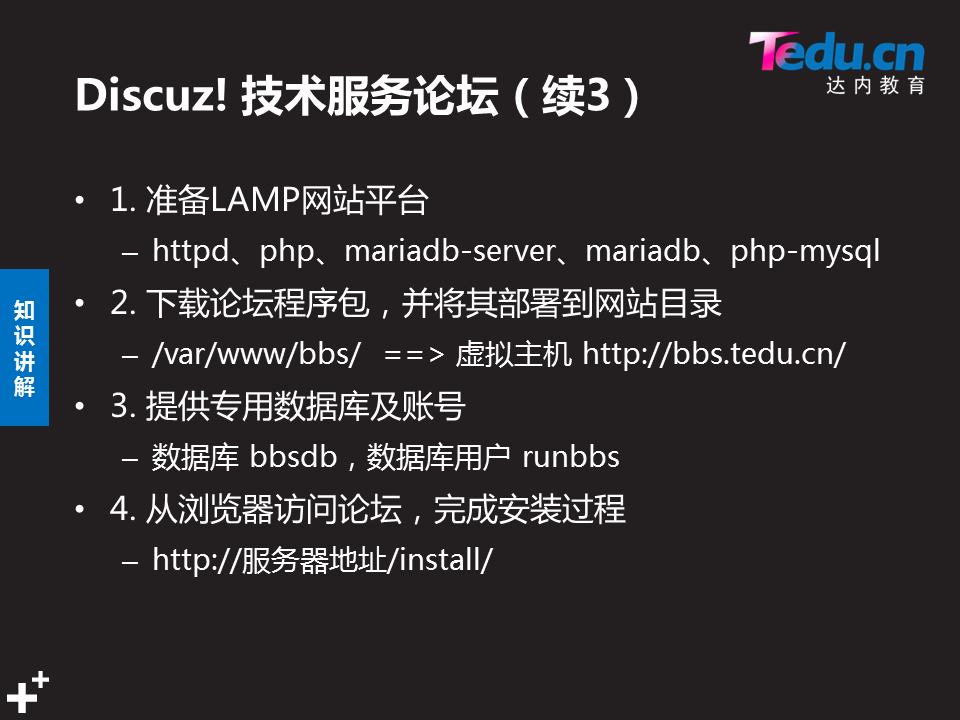 Tedu.cn
达内教育
Discuz! 技术服务论坛（续3）
• 1. 准备LAMP网站平台
– httpd、php、mariadb-server、mariadb、php-mysql
• 2. 下载论坛程序包，并将其部署到网站目录
– /var/www/bbs/ ==> 虚拟主机 http://bbs.tedu.cn/
• 3. 提供专用数据库及账号
– 数据库 bbsdb，数据库用户 runbbs
• 4. 从浏览器访问论坛，完成安装过程
– http://服务器地址/install/
知识讲解